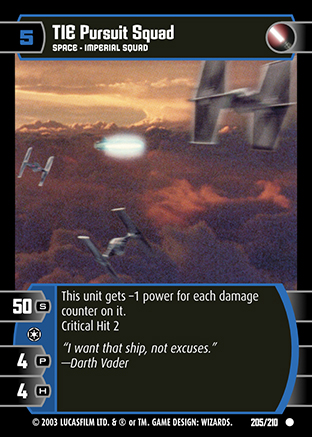 5 TIE Pursuit Squad
SPACE - IMPERIAL SQUAD
50 S
This unit gets –1 power for each damage
counter on it.
Critical Hit 2
4 P
4 H
“I want that ship, not excuses.”
—Darth Vader
© 2003 LUCASFILM LTD. & ® or TM. GAME DESIGN: WIZARDS. 205/210